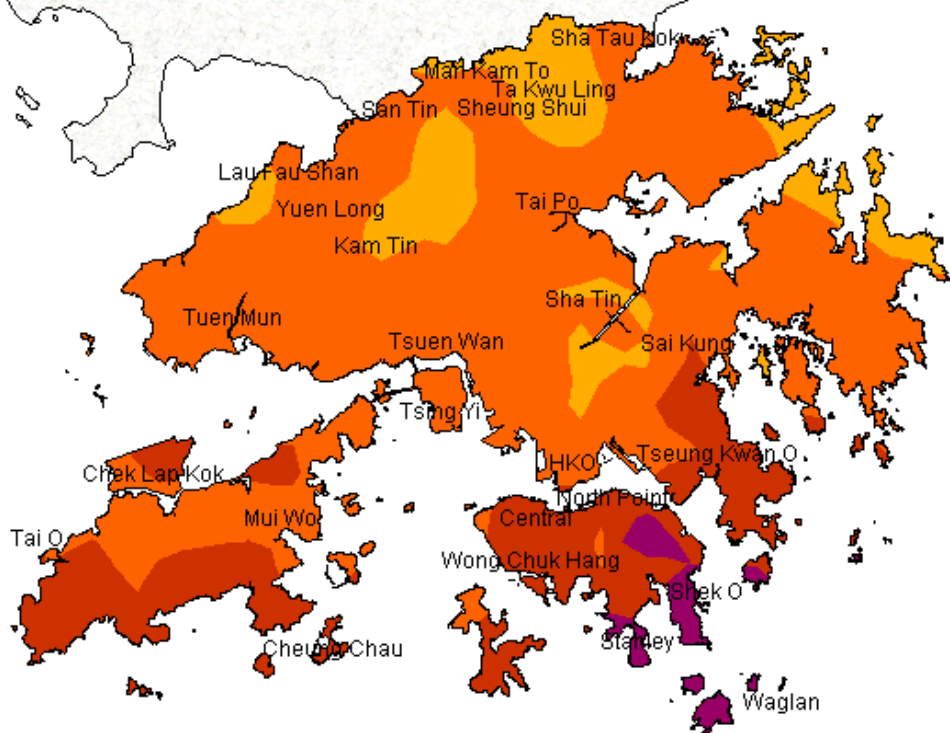 Sha Tau Kok
Man Kam To
Ta Kwu Ling
San Tin
Sheung Shui
Lau Fau Shan
Yuen Long
Tai Po
Kam Tin
Sha Tin
Tuen Mun
Tsuen Wan
Sai Kung
Tsing Yi
Tseung Kwan O
HKO
Chek Lap Kok
North Point
Mui Wo
Central
Tai O
Wong Chuk Hang
Shek O
Stanley
Cheung Chau
Waglan